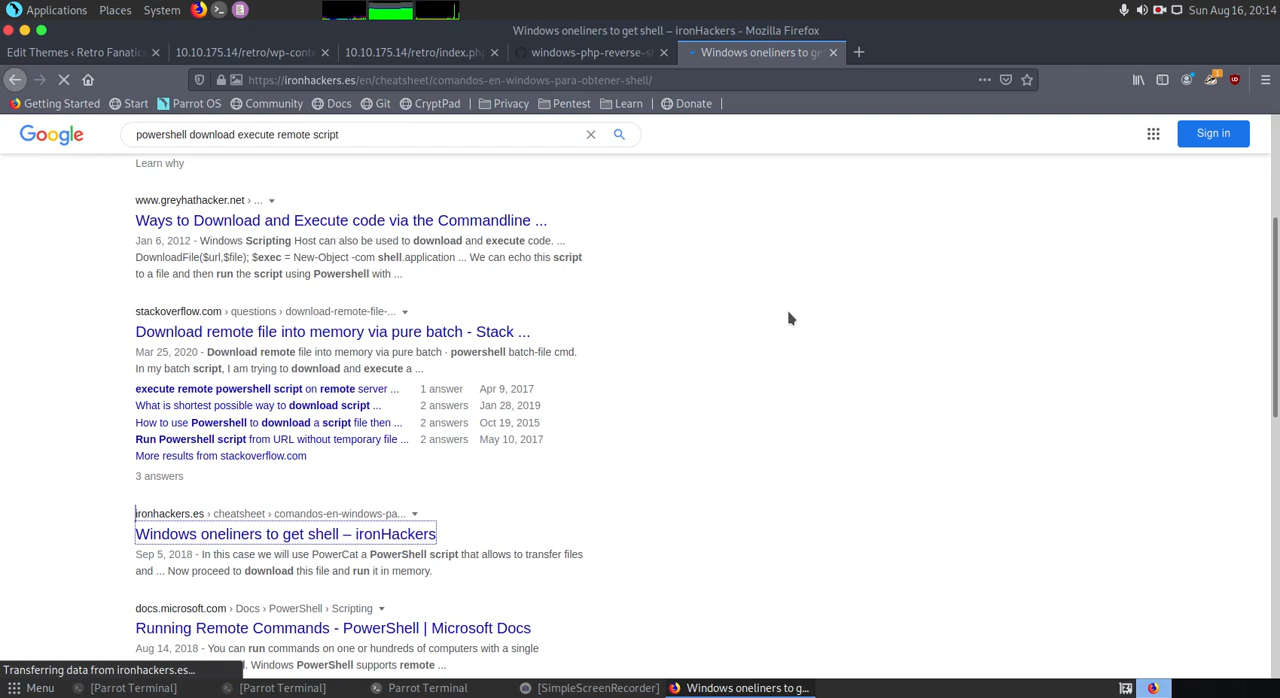 Applications Places System Sun Aug 16, 20:14
Windows oneliners to get shell – ironHackers - Mozilla Firefox
Edit Themes ‹ Retro Fanatic 10.10.175.14/retro/wp-cont 10.10.175.14/retro/index.ph windows-php-reverse-s Windows oneliners to ge
https://ironhackers.es/en/cheatsheet/comandos-en-windows-para-obtener-shell/
Getting Started Start Parrot OS Community Docs Git CryptPad Privacy Pentest Learn Donate
Google powershell download execute remote script Sign in
Learn why
www.greyhathacker.net › ...
Ways to Download and Execute code via the Commandline ...
Jan 6, 2012 - Windows Scripting Host can also be used to download and execute code. ...
DownloadFile($url,$file); $exec = New-Object -com shell.application ... We can echo this script
to a file and then run the script using Powershell with ...
stackoverflow.com › questions › download-remote-file-...
Download remote file into memory via pure batch - Stack ...
Mar 25, 2020 - Download remote file into memory via pure batch · powershell batch-file cmd.
In my batch script, I am trying to download and execute a ...
execute remote powershell script on remote server ... 1 answer Apr 9, 2017
What is shortest possible way to download script ... 2 answers Jan 28, 2019
How to use Powershell to download a script file then ... 2 answers Oct 19, 2015
Run Powershell script from URL without temporary file ... 2 answers May 10, 2017
More results from stackoverflow.com
3 answers
ironhackers.es › cheatsheet › comandos-en-windows-pa...
Windows oneliners to get shell – ironHackers
Sep 5, 2018 - In this case we will use PowerCat a PowerShell script that allows to transfer files
and ... Now proceed to download this file and run it in memory.
docs.microsoft.com › Docs › PowerShell › Scripting
Running Remote Commands - PowerShell | Microsoft Docs
Aug 14, 2018 - You can run commands on one or hundreds of computers with a single
l. Windows PowerShell supports remote ...
Transferring data from ironhackers.es...
Menu [Parrot Terminal] [Parrot Terminal] Parrot Terminal [SimpleScreenRecorder] Windows oneliners to g...